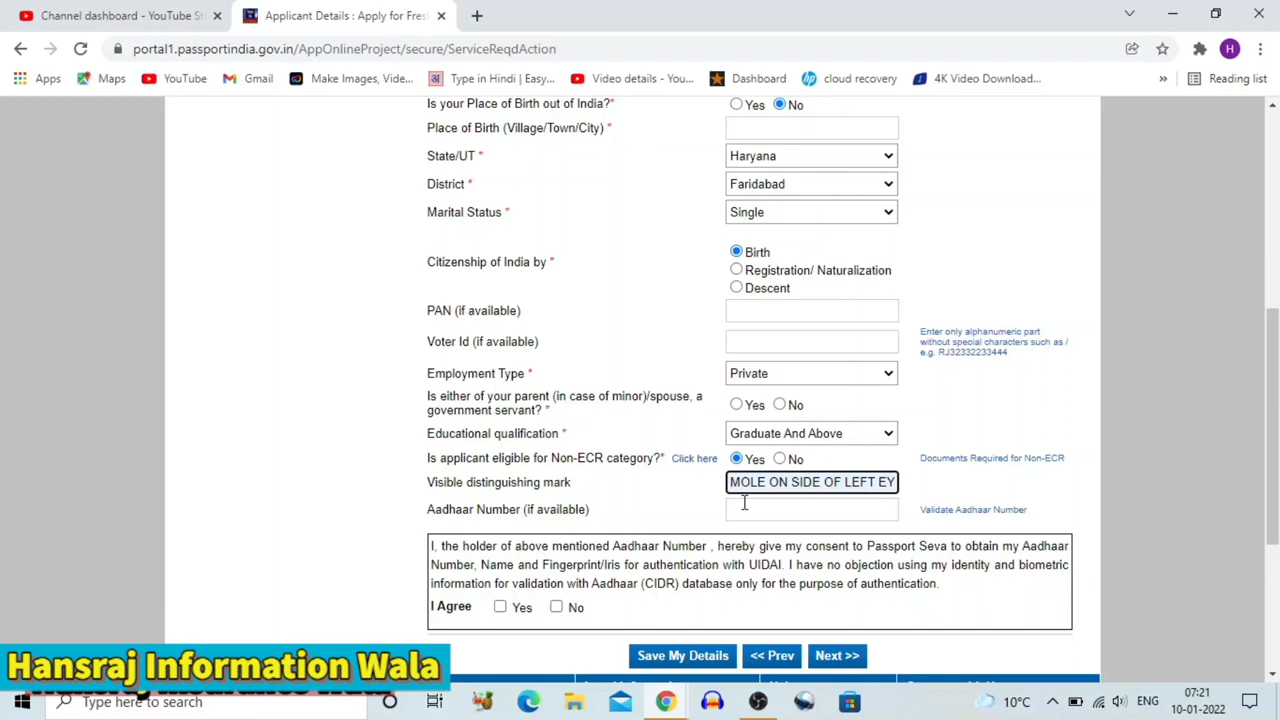 Channel dashboard - YouTube St
Applicant Details : Apply for Fres
portal1.passportindia.gov.in/AppOnlineProject/secure/ServiceReqdAction
H
Apps
Maps
YouTube
Gmail
Make Images, Vide...
Type in Hindi | Easy...
Video details - You...
Dashboard
cloud recovery
4K Video Download...
»
Reading list
Is your Place of Birth out of India?* Yes No
Place of Birth (Village/Town/City) *
State/UT * Haryana
District * Faridabad
Marital Status * Single
Citizenship of India by * Birth
Registration/ Naturalization
Descent
PAN (if available)
Voter Id (if available)
Enter only alphanumeric part
without special characters such as /
e.g. RJ32332233444
Employment Type * Private
Is either of your parent (in case of minor)/spouse, a
government servant? * Yes No
Educational qualification * Graduate And Above
Is applicant eligible for Non-ECR category?* Click here Yes No Documents Required for Non-ECR
Visible distinguishing mark MOLE ON SIDE OF LEFT EY
Aadhaar Number (if available) Validate Aadhaar Number
I, the holder of above mentioned Aadhaar Number , hereby give my consent to Passport Seva to obtain my Aadhaar
Number, Name and Fingerprint/Iris for authentication with UIDAI. I have no objection using my identity and biometric
information for validation with Aadhaar (CIDR) database only for the purpose of authentication.
I Agree Yes No
Save My Details << Prev Next >>
Hansraj Information Wala
Type here to search
10°C
ENG
07:21
10-01-2022